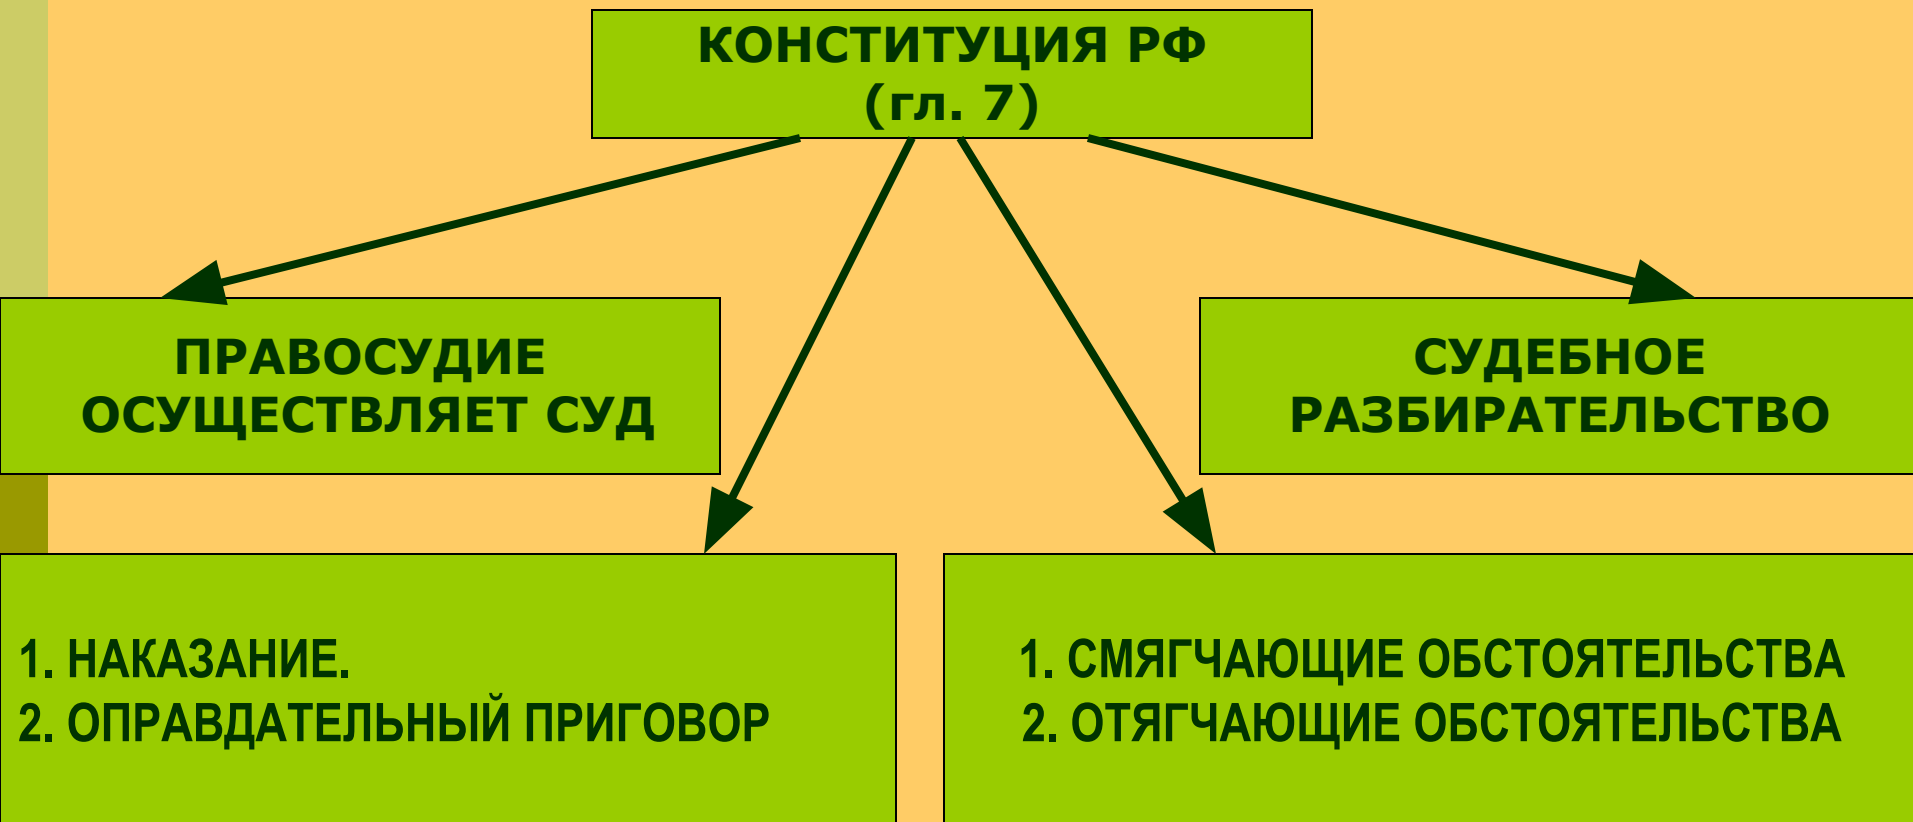 КОНСТИТУЦИЯ РФ
(гл. 7)
ПРАВОСУДИЕ
ОСУЩЕСТВЛЯЕТ СУД
СУДЕБНОЕ
РАЗБИРАТЕЛЬСТВО
1. НАКАЗАНИЕ.
2. ОПРАВДАТЕЛЬНЫЙ ПРИГОВОР
1. СМЯГЧАЮЩИЕ ОБСТОЯТЕЛЬСТВА
2. ОТЯГЧАЮЩИЕ ОБСТОЯТЕЛЬСТВА